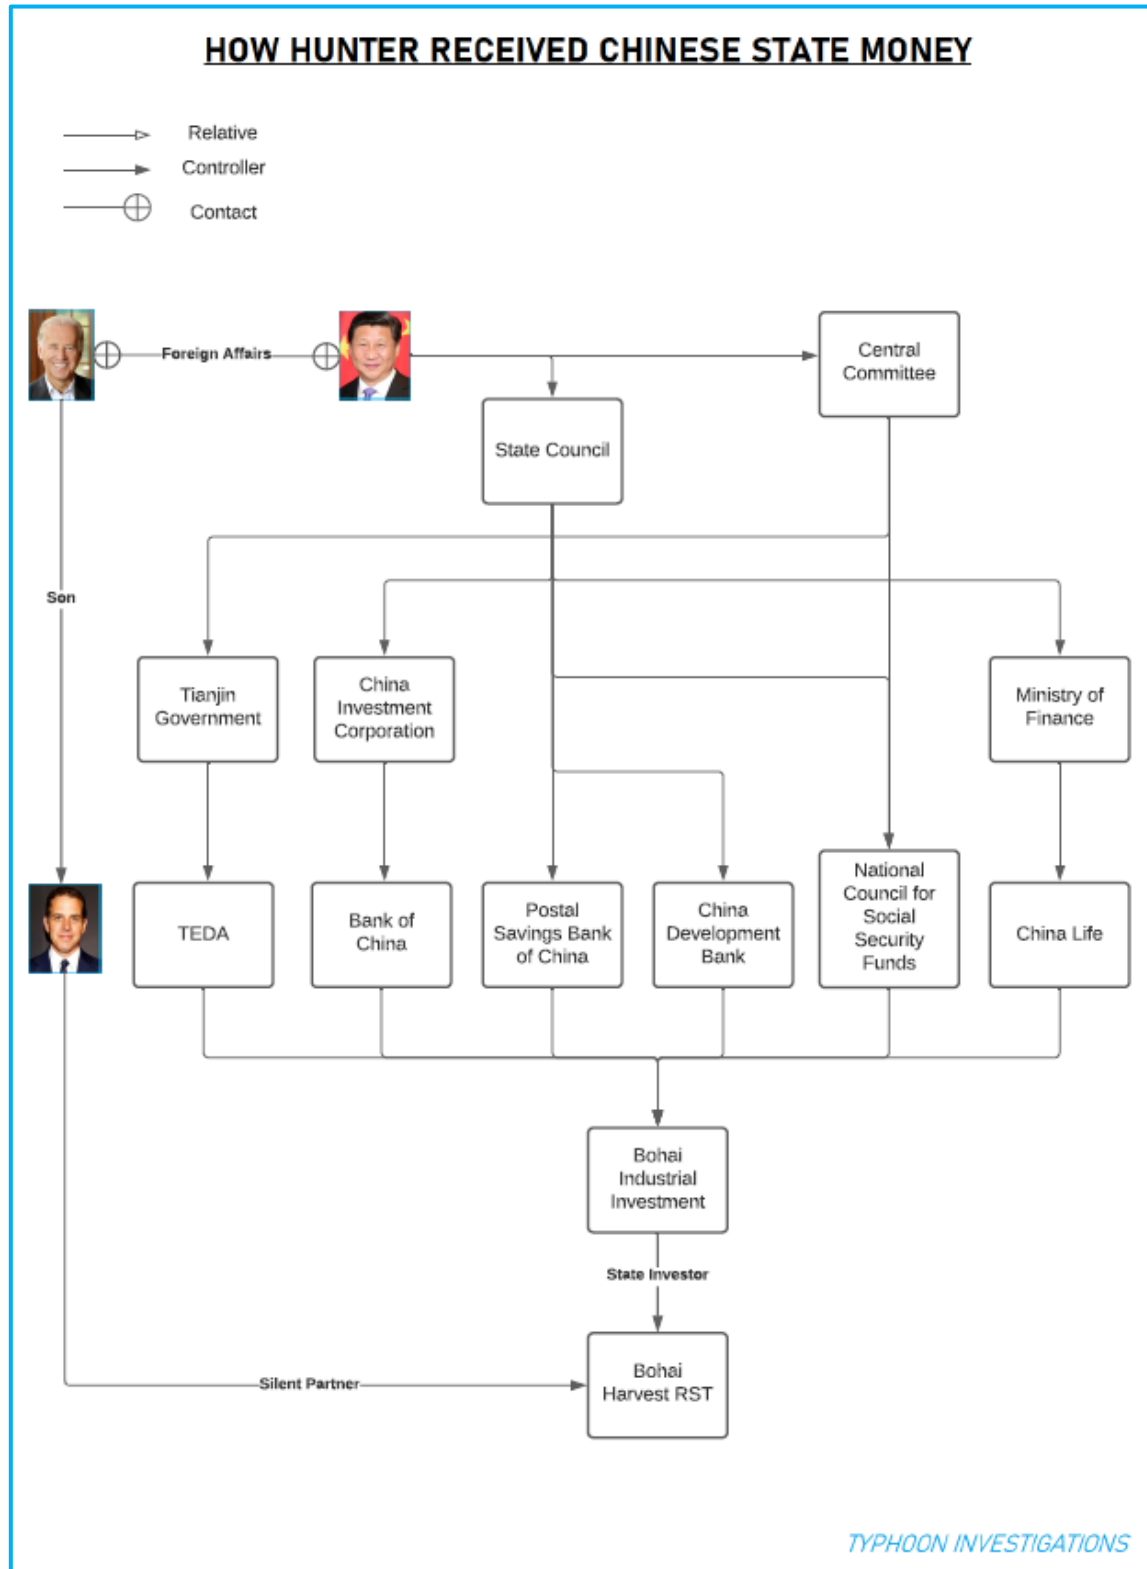 HOW HUNTER RECEIVED CHINESE STATE MONEY
Relative
Controller
Contact
Foreign Affairs
Central
Committee
State Council
Son
Tianjin
Government
China
Investment
Corporation
Ministry of
Finance
TEDA
Bank of
China
Postal
Savings Bank
of China
China
Development
Bank
National
Council for
Social
Security
Funds
China Life
Bohai
Industrial
Investment
State Investor
Silent Partner
Bohai
Harvest RST
TYPHOON INVESTIGATIONS